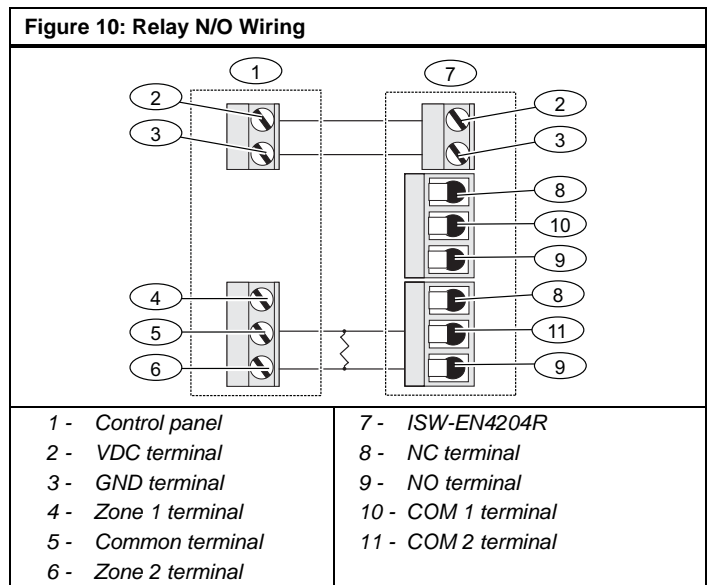 Figure 10: Relay N/O Wiring
1
7
2
2
3
3
8
10
9
4
8
5
11
6
9
1 - Control panel
2 - VDC terminal
3 - GND terminal
4 - Zone 1 terminal
5 - Common terminal
6 - Zone 2 terminal
7 - ISW-EN4204R
8 - NC terminal
9 - NO terminal
10 - COM 1 terminal
11 - COM 2 terminal